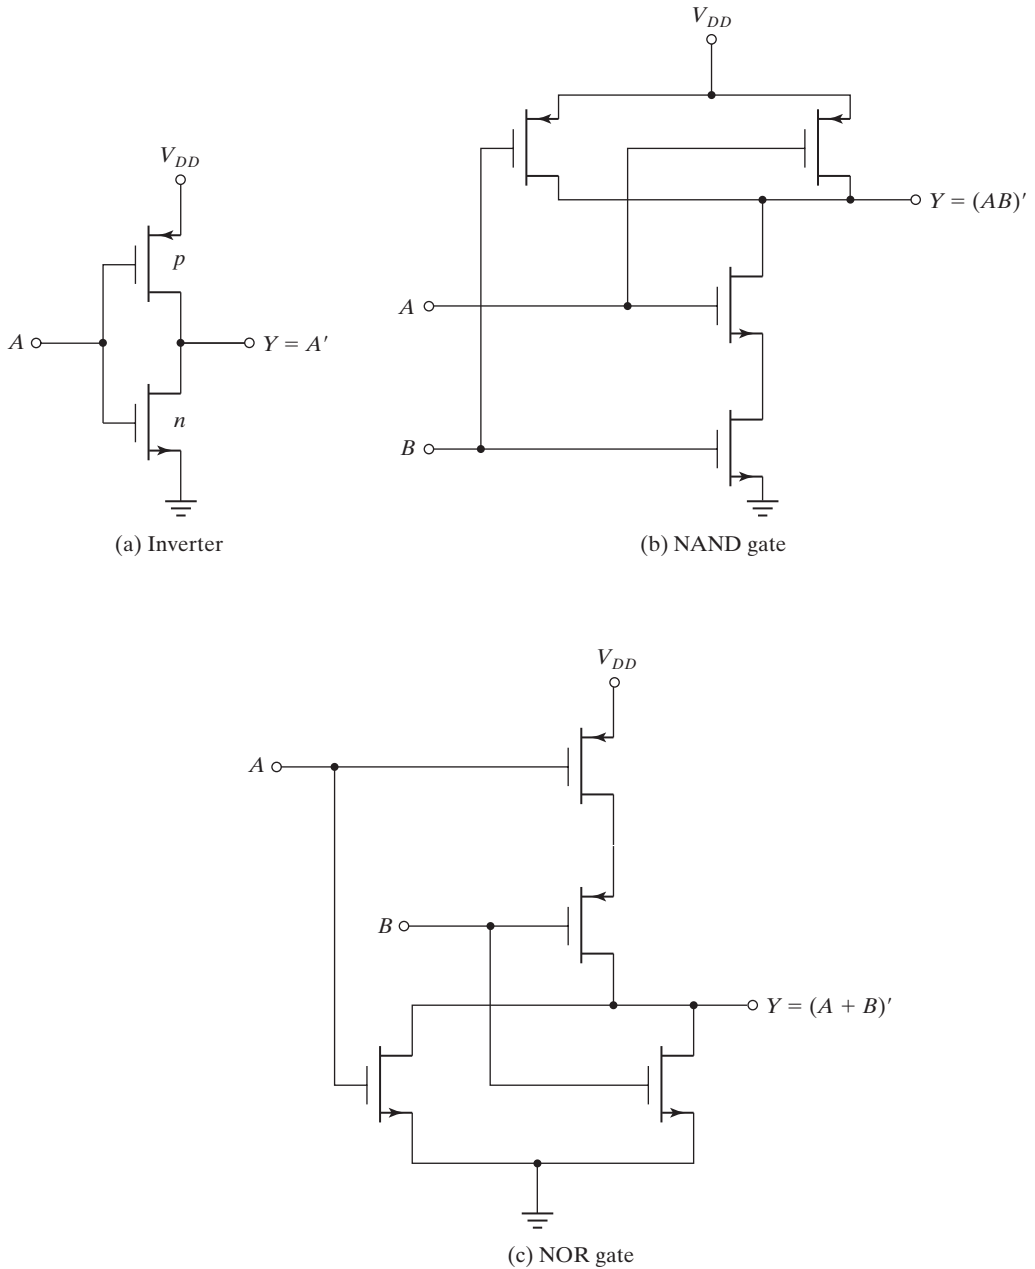 V_DD
p
A
Y = A′
n
(a) Inverter
V_DD
Y = (AB)′
A
B
(b) NAND gate
V_DD
A
B
Y = (A + B)′
(c) NOR gate